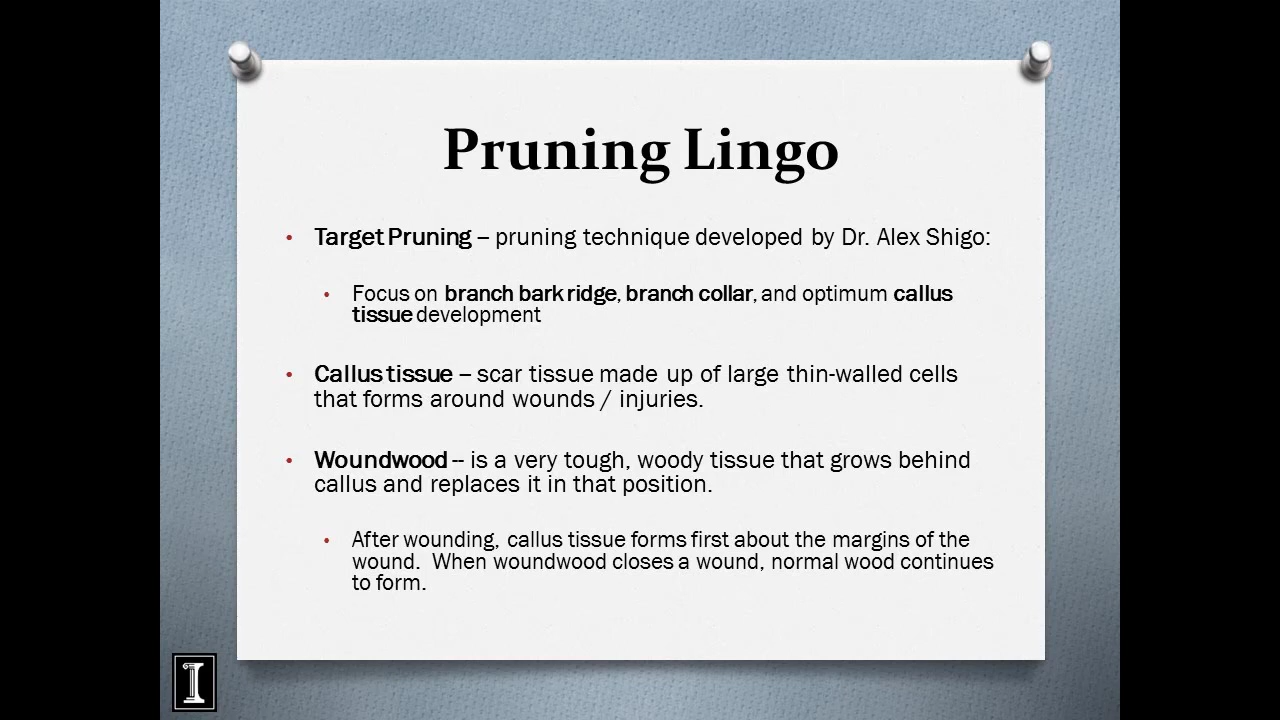 Pruning Lingo
• Target Pruning – pruning technique developed by Dr. Alex Shigo:
• Focus on branch bark ridge, branch collar, and optimum callus
tissue development
• Callus tissue – scar tissue made up of large thin-walled cells
that forms around wounds / injuries.
• Woundwood -- is a very tough, woody tissue that grows behind
callus and replaces it in that position.
• After wounding, callus tissue forms first about the margins of the
wound.  When woundwood closes a wound, normal wood continues
to form.
I